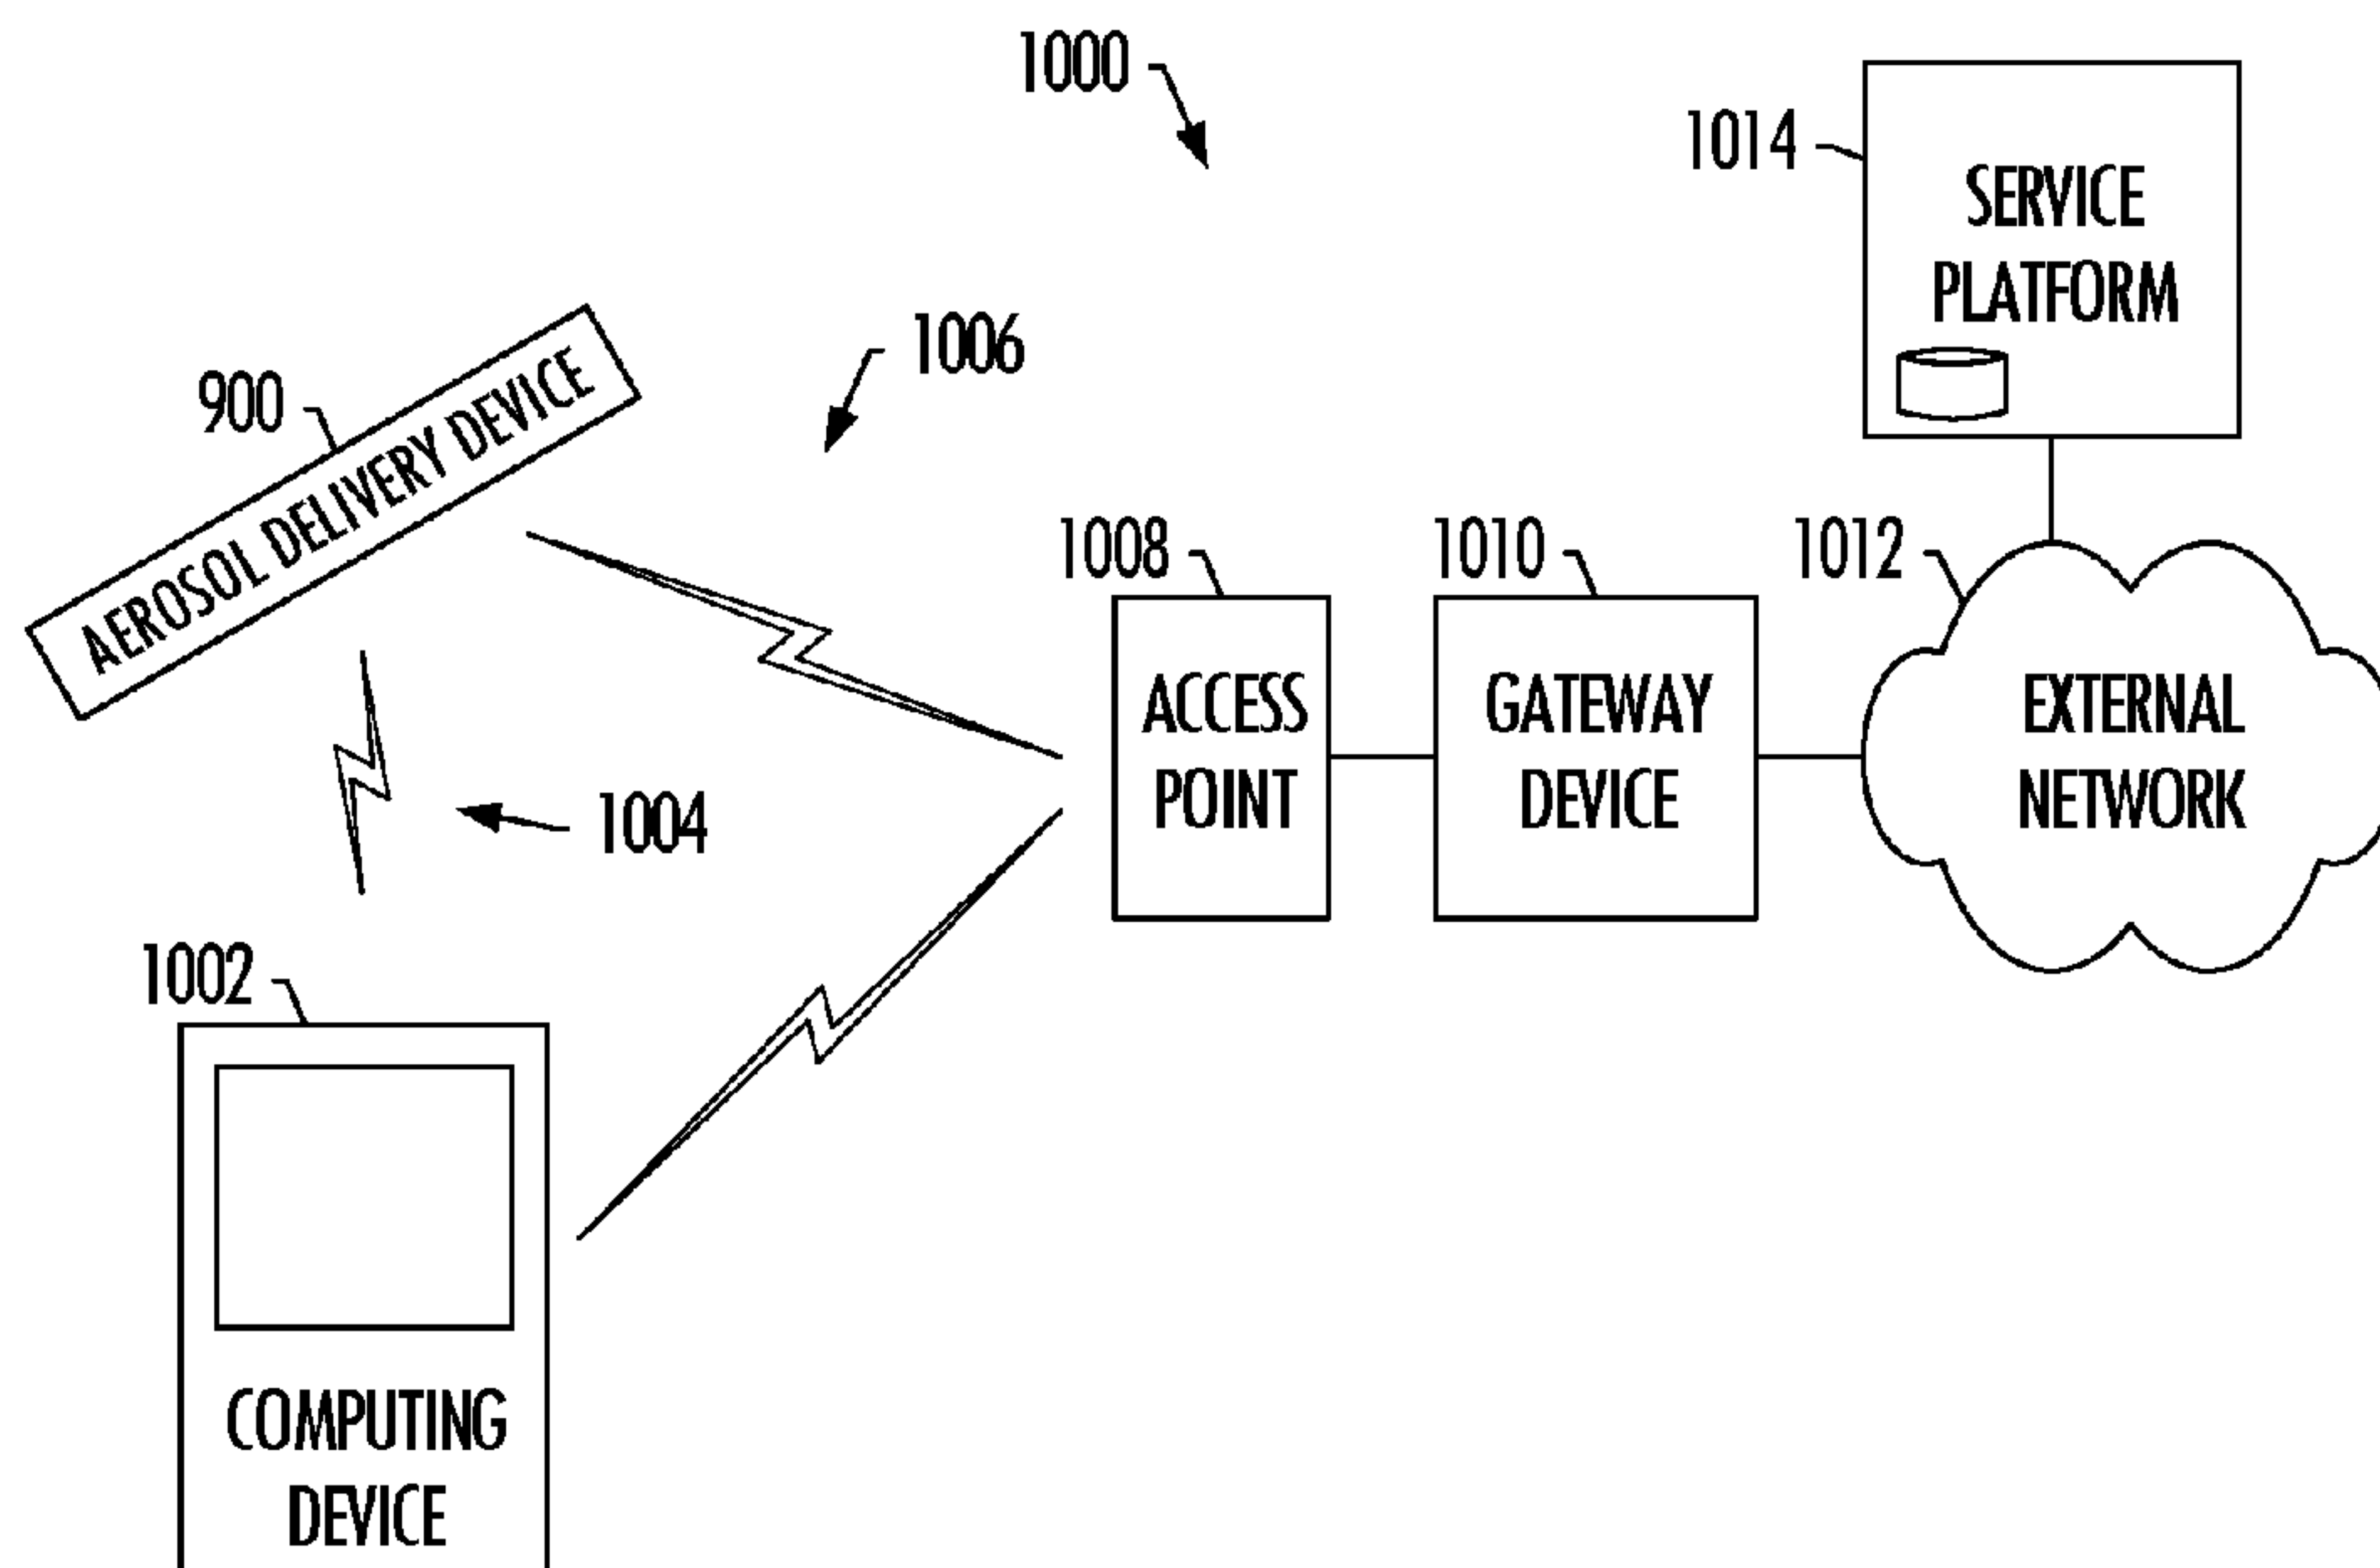 1000
1014
SERVICE
PLATFORM
1006
900
AEROSOL DELIVERY DEVICE
1008
1010
1012
ACCESS
POINT
GATEWAY
DEVICE
EXTERNAL
NETWORK
1004
1002
COMPUTING
DEVICE